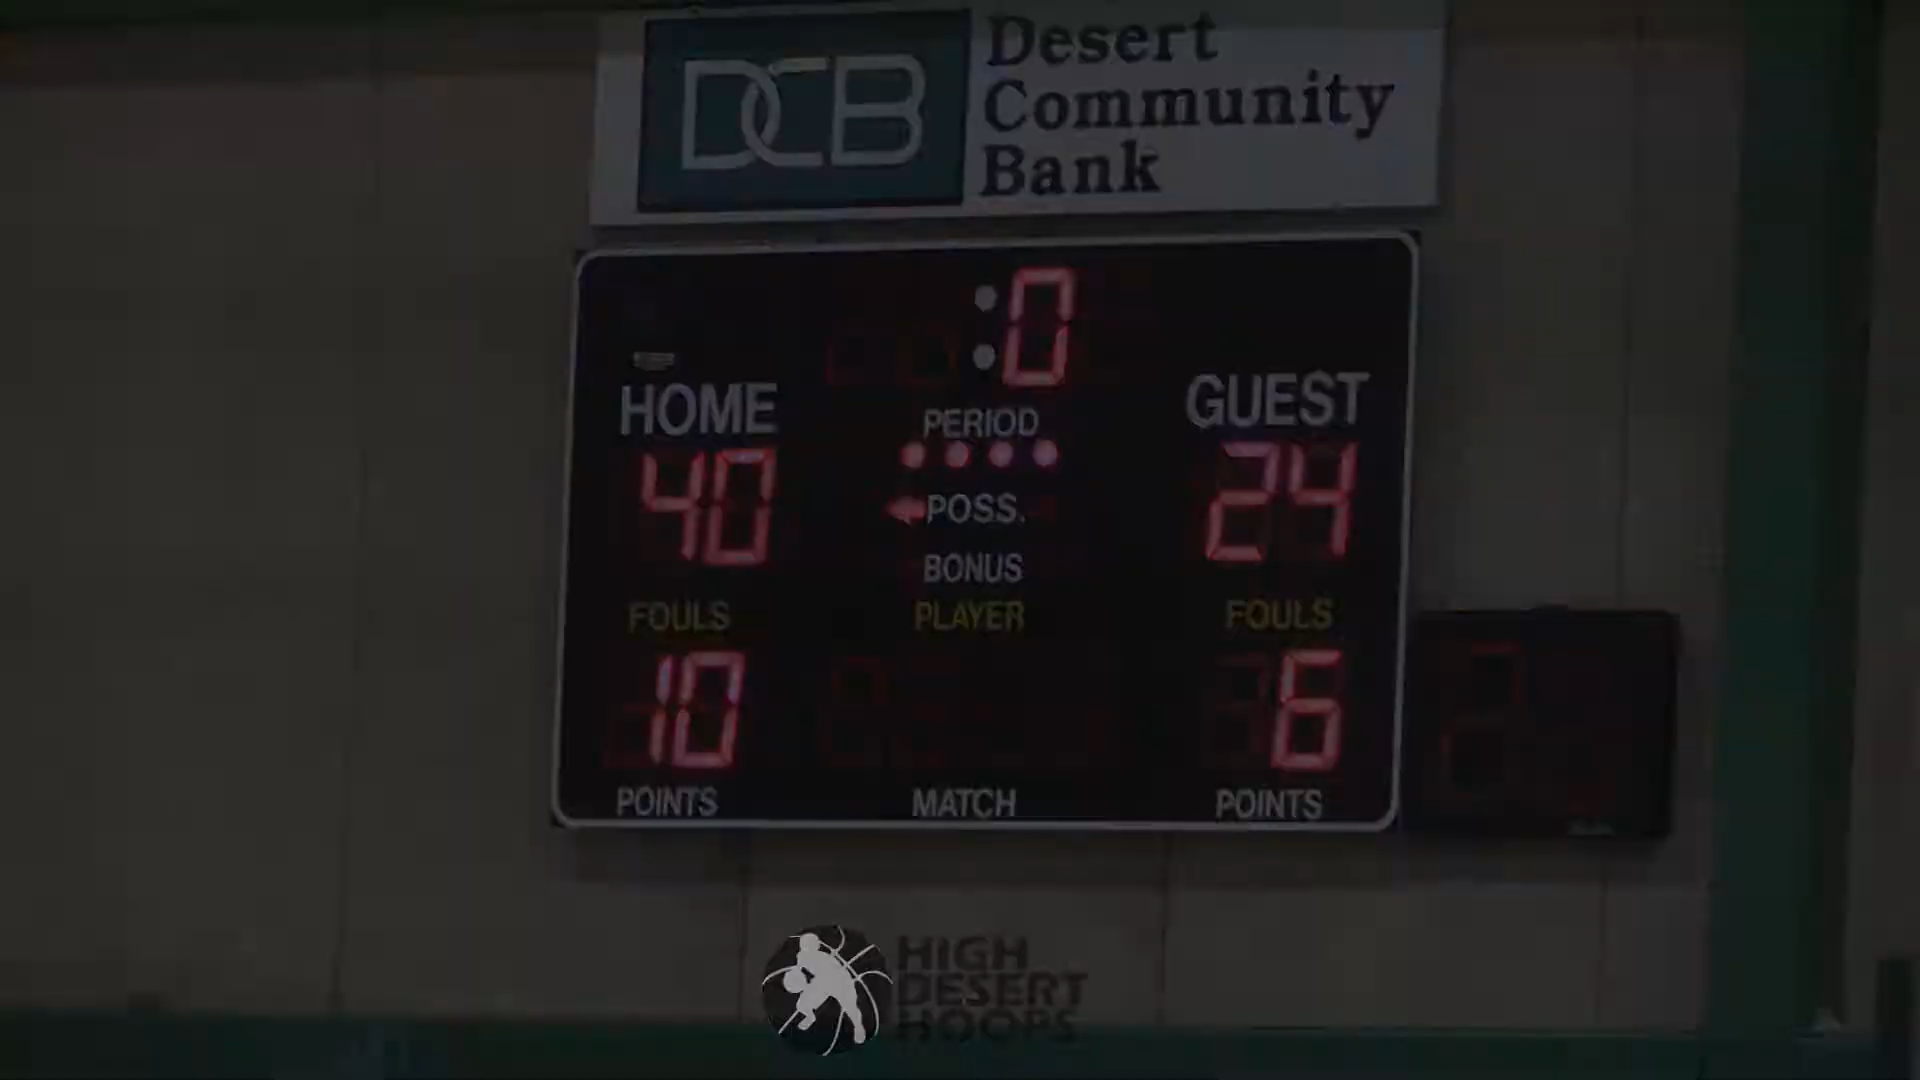 DCB
Desert
Community
Bank
:0
HOME
PERIOD
GUEST
40
POSS.
24
BONUS
FOULS
PLAYER
FOULS
10
6
POINTS
MATCH
POINTS
HIGH
DESERT
HOOPS